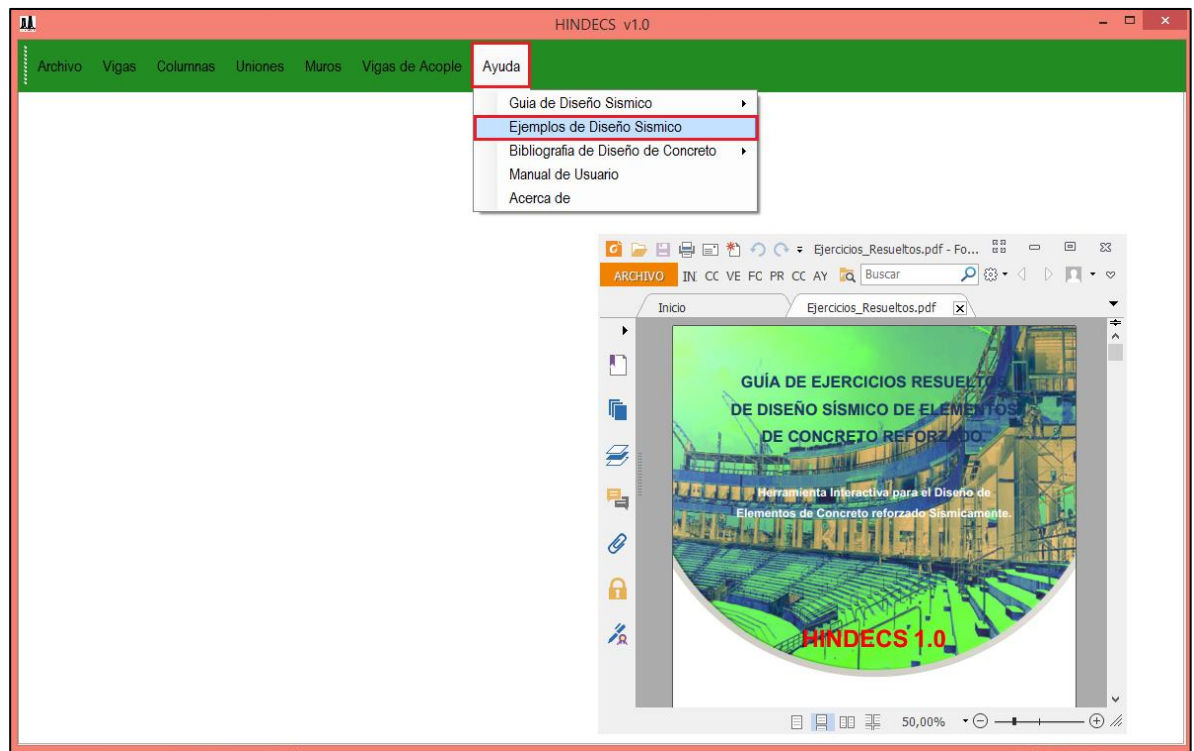 HINDECS v1.0
Archivo Vigas Columnas Uniones Muros Vigas de Acople Ayuda
Guia de Diseño Sismico
Ejemplos de Diseño Sismico
Bibliografia de Diseño de Concreto
Manual de Usuario
Acerca de
Ejercicios_Resueltos.pdf - Fo...
ARCHIVO IN CC VE FC PR CC AY Buscar
Inicio Ejercicios_Resueltos.pdf
GUÍA DE EJERCICIOS RESUELTOS
DE DISEÑO SÍSMICO DE ELEMENTOS
DE CONCRETO REFORZADO.
Herramienta Interactiva para el Diseño de
Elementos de Concreto reforzado Sísmicamente.
HINDECS 1.0
50,00%